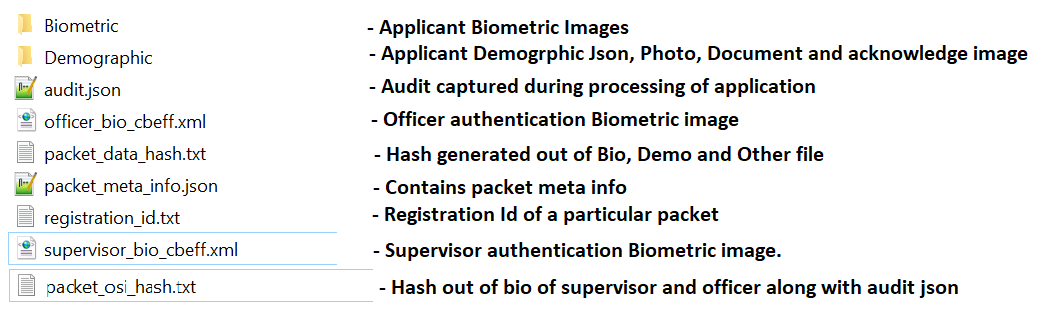 Biometric - Applicant Biometric Images
Demographic - Applicant Demogrphic Json, Photo, Document and acknowledge image
audit.json - Audit captured during processing of application
officer_bio_cbeff.xml - Officer authentication Biometric image
packet_data_hash.txt - Hash generated out of Bio, Demo and Other file
packet_meta_info.json - Contains packet meta info
registration_id.txt - Registration Id of a particular packet
supervisor_bio_cbeff.xml - Supervisor authentication Biometric image.
packet_osi_hash.txt - Hash out of bio of supervisor and officer along with audit json